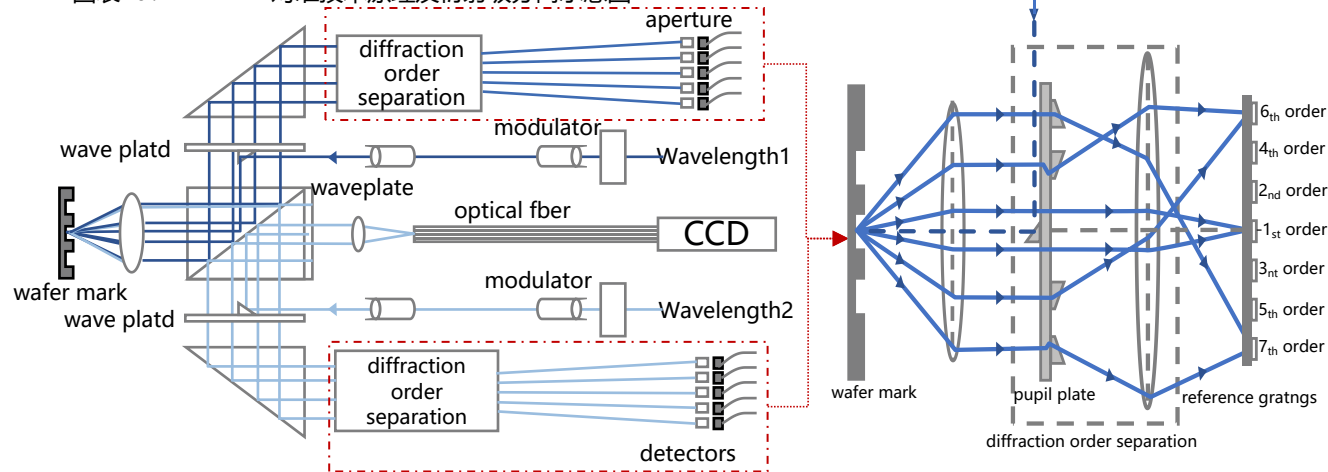 aperture
diffraction
order
separation
modulator
wave platd
Wavelength1
waveplate
optical fber
CCD
wafer mark
modulator
wave platd
Wavelength2
diffraction
order
separation
detectors
6th order
4th order
2nd order
-1st order
3nt order
5th order
7th order
wafer mark
pupil plate
reference gratngs
diffraction order separation